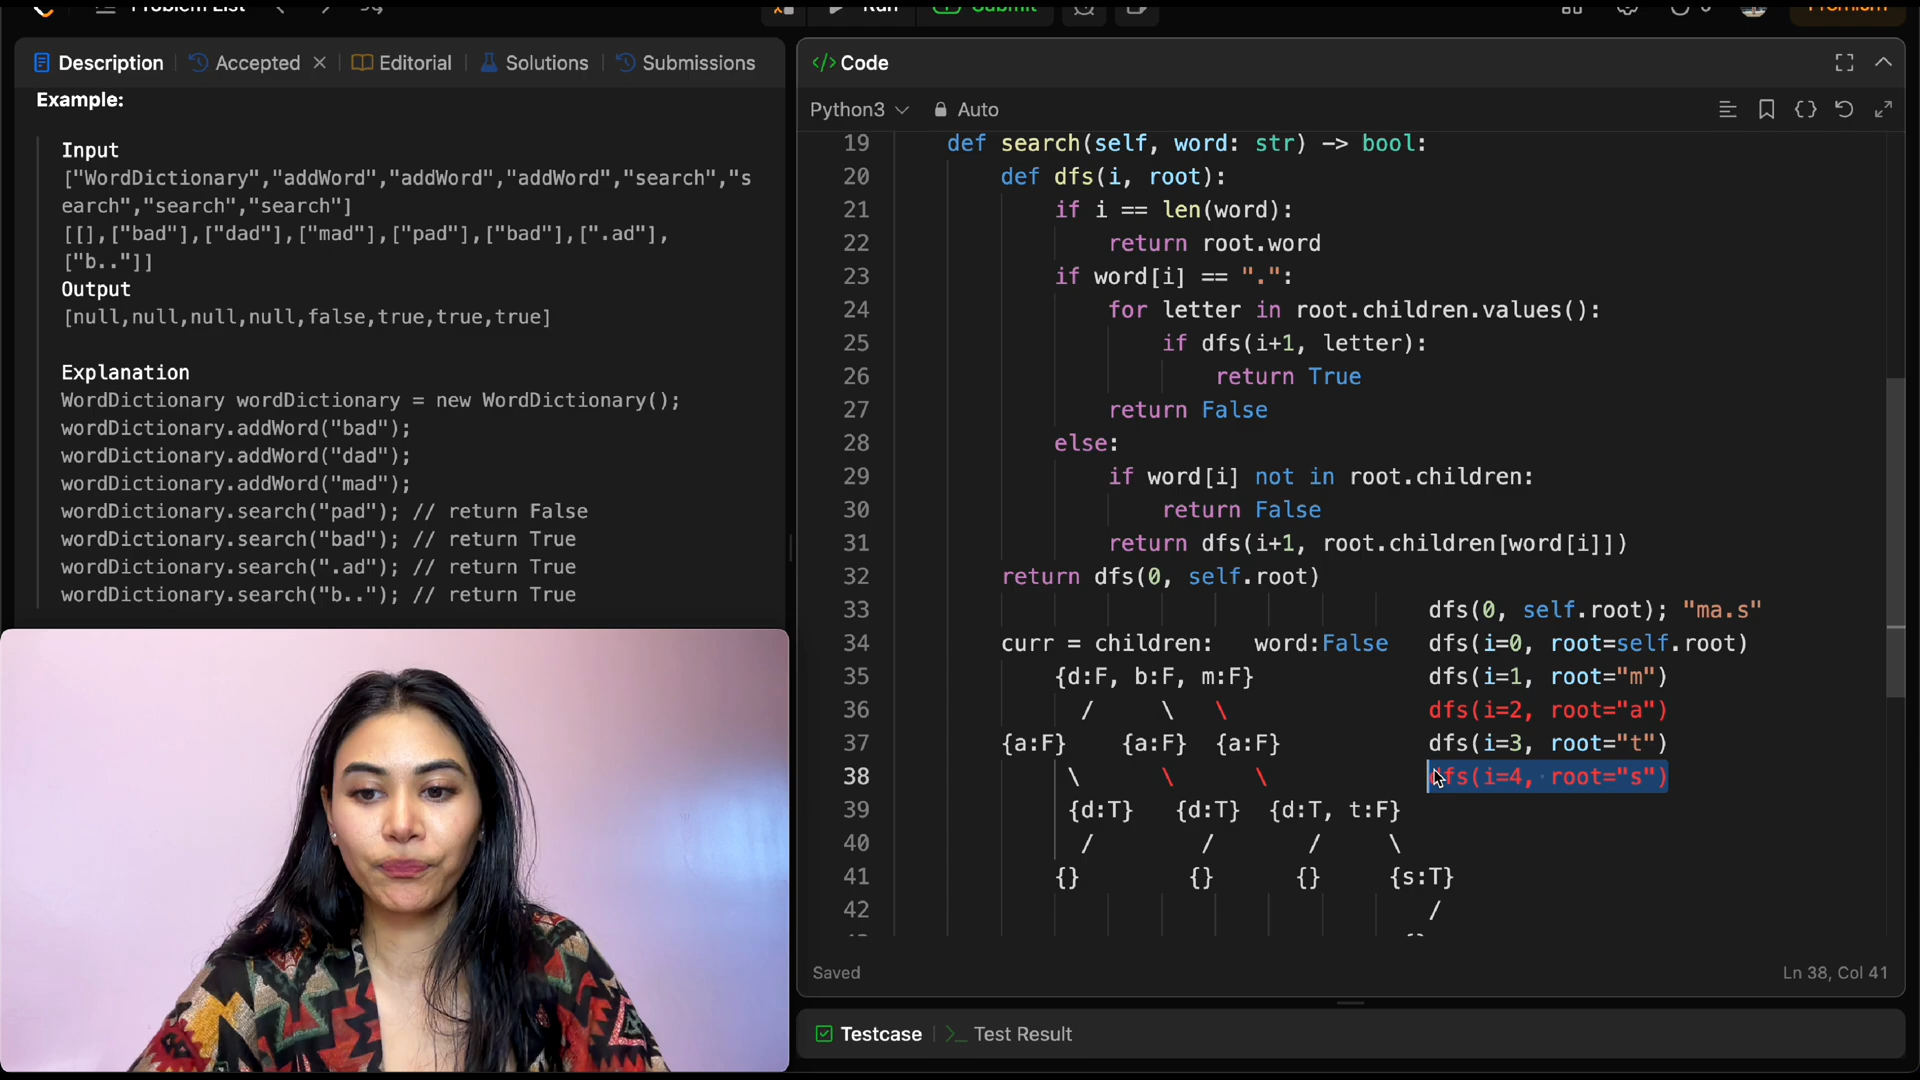 Problem List
Run
Submit
0
Premium
Description
Accepted
Editorial
Solutions
Submissions
Example:
Input
["WordDictionary","addWord","addWord","addWord","search","s
earch","search","search"]
[[],["bad"],["dad"],["mad"],["pad"],["bad"],[".ad"],
["b.."]]
Output
[null,null,null,null,false,true,true,true]
Explanation
WordDictionary wordDictionary = new WordDictionary();
wordDictionary.addWord("bad");
wordDictionary.addWord("dad");
wordDictionary.addWord("mad");
wordDictionary.search("pad"); // return False
wordDictionary.search("bad"); // return True
wordDictionary.search(".ad"); // return True
wordDictionary.search("b.."); // return True
</> Code
Python3 Auto
19 def search(self, word: str) -> bool:
20 def dfs(i, root):
21 if i == len(word):
22 return root.word
23 if word[i] == ".":
24 for letter in root.children.values():
25 if dfs(i+1, letter):
26 return True
27 return False
28 else:
29 if word[i] not in root.children:
30 return False
31 return dfs(i+1, root.children[word[i]])
32 return dfs(0, self.root)
33 dfs(0, self.root); "ma.s"
34 curr = children: word:False dfs(i=0, root=self.root)
35 {d:F, b:F, m:F} dfs(i=1, root="m")
36 / \ \ dfs(i=2, root="a")
37 {a:F} {a:F} {a:F} dfs(i=3, root="t")
38 \ \ \ dfs(i=4, root="s")
39 {d:T} {d:T} {d:T, t:F}
40 / / / \
41 {} {} {} {s:T}
42 /
Saved
Ln 38, Col 41
Testcase
Test Result